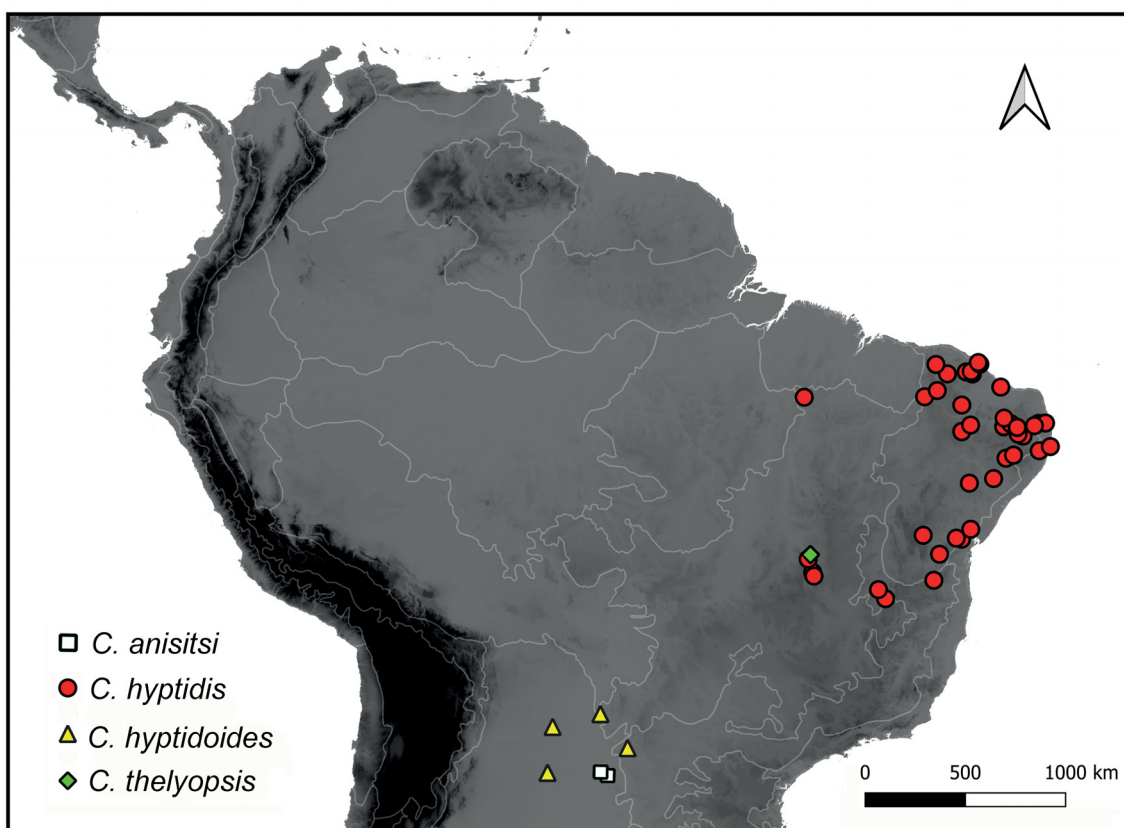 C. anisitsi
C. hyptidis
C. hyptidoides
C. thelyopsis
0 500 1000 km